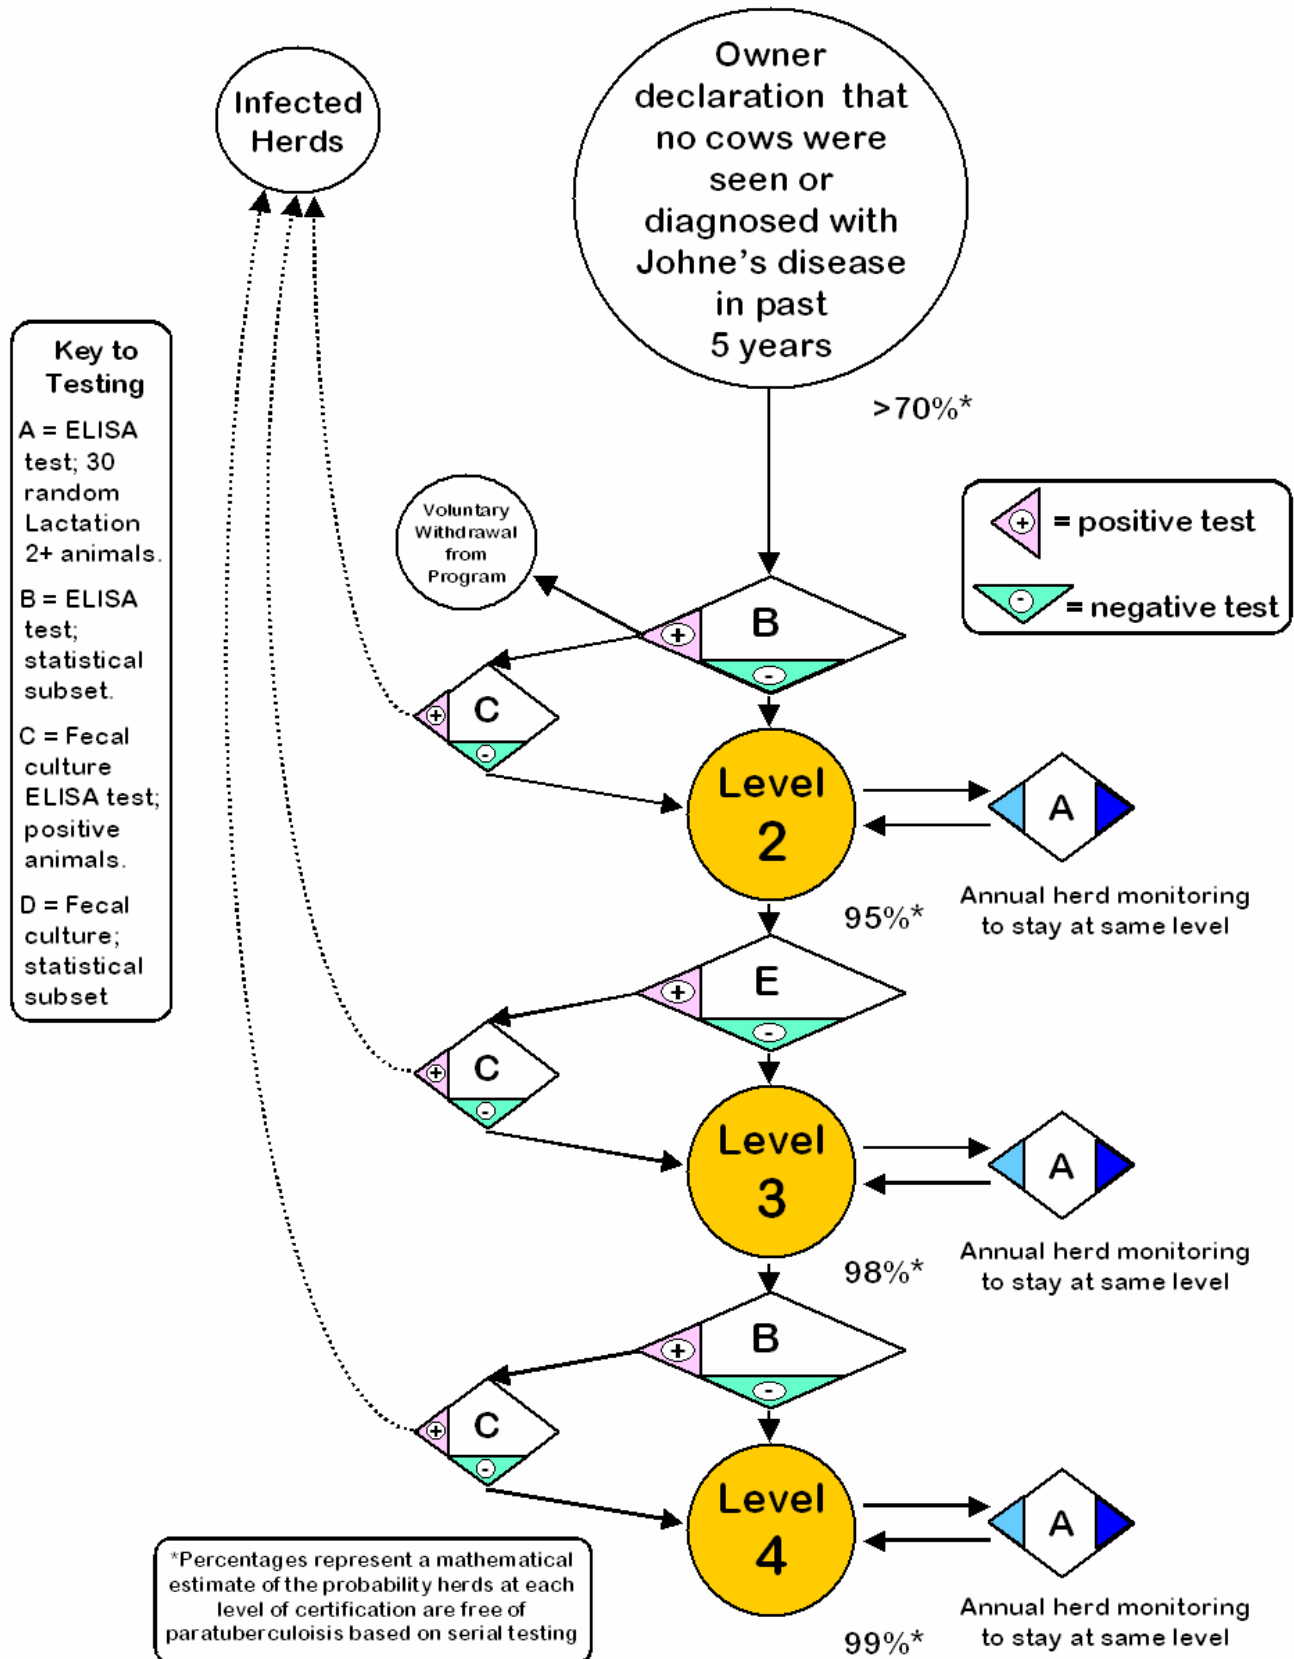 Infected
Herds
Owner
declaration that
no cows were
seen or
diagnosed with
Johne's disease
in past
5 years
>70%*
Key to
Testing
A = ELISA
test; 30
random
Lactation
2+ animals.
B = ELISA
test;
statistical
subset.
C = Fecal
culture
ELISA test;
positive
animals.
D = Fecal
culture;
statistical
subset
Voluntary
Withdrawal
from
Program
+ = positive test
- = negative test
B
+
-
C
+
-
Level
2
A
Annual herd monitoring
to stay at same level
95%*
E
+
-
C
+
-
Level
3
A
Annual herd monitoring
to stay at same level
98%*
B
+
-
C
+
-
Level
4
A
Annual herd monitoring
to stay at same level
99%*
*Percentages represent a mathematical
estimate of the probability herds at each
level of certification are free of
paratuberculoisis based on serial testing